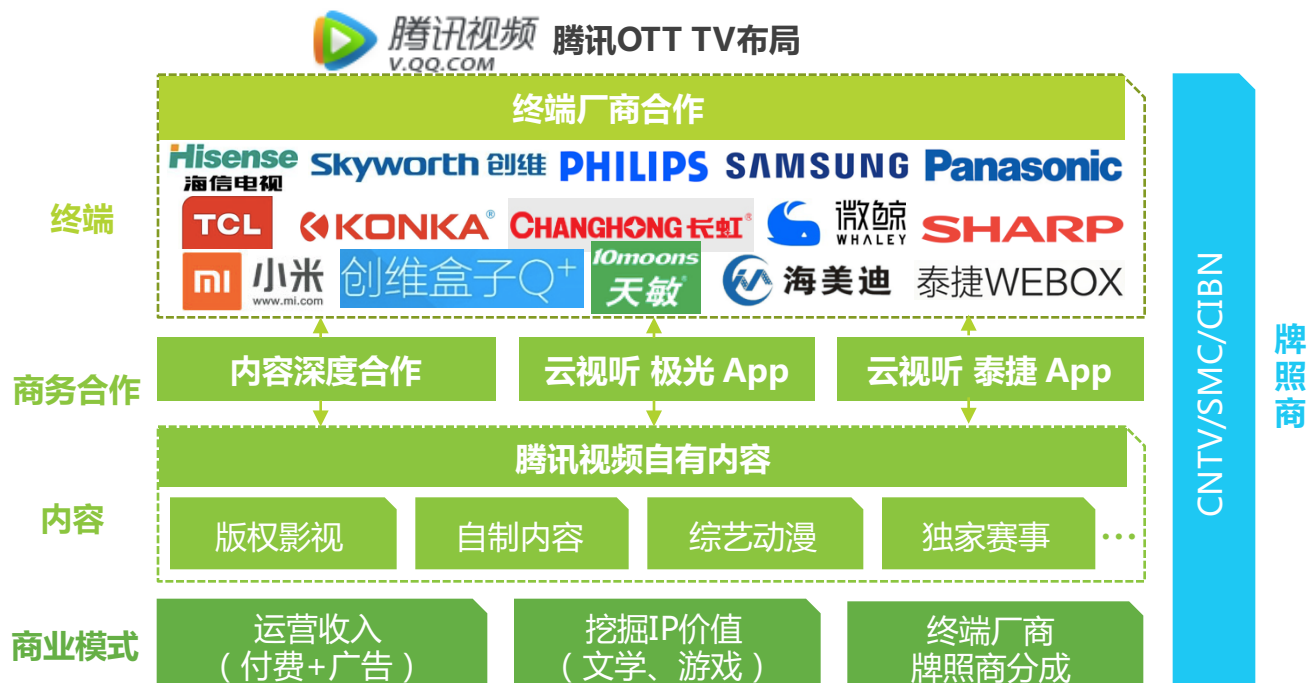 腾讯视频
V.QQ.COM
腾讯OTT TV布局
终端厂商合作
终端
Hisense
海信电视
Skyworth 创维
PHILIPS
SAMSUNG
Panasonic
TCL
KONKA®
CHANGHONG 长虹®
微鲸
WHALEY
SHARP
mi
小米
www.mi.com
创维盒子Q+
10moons
天敏®
海美迪
泰捷WEBOX
商务合作
内容深度合作
云视听 极光 App
云视听 泰捷 App
内容
腾讯视频自有内容
版权影视
自制内容
综艺动漫
独家赛事
...
商业模式
运营收入
（付费+广告）
挖掘IP价值
（文学、游戏）
终端厂商
牌照商分成
CNTV/SMC/CIBN
牌照商